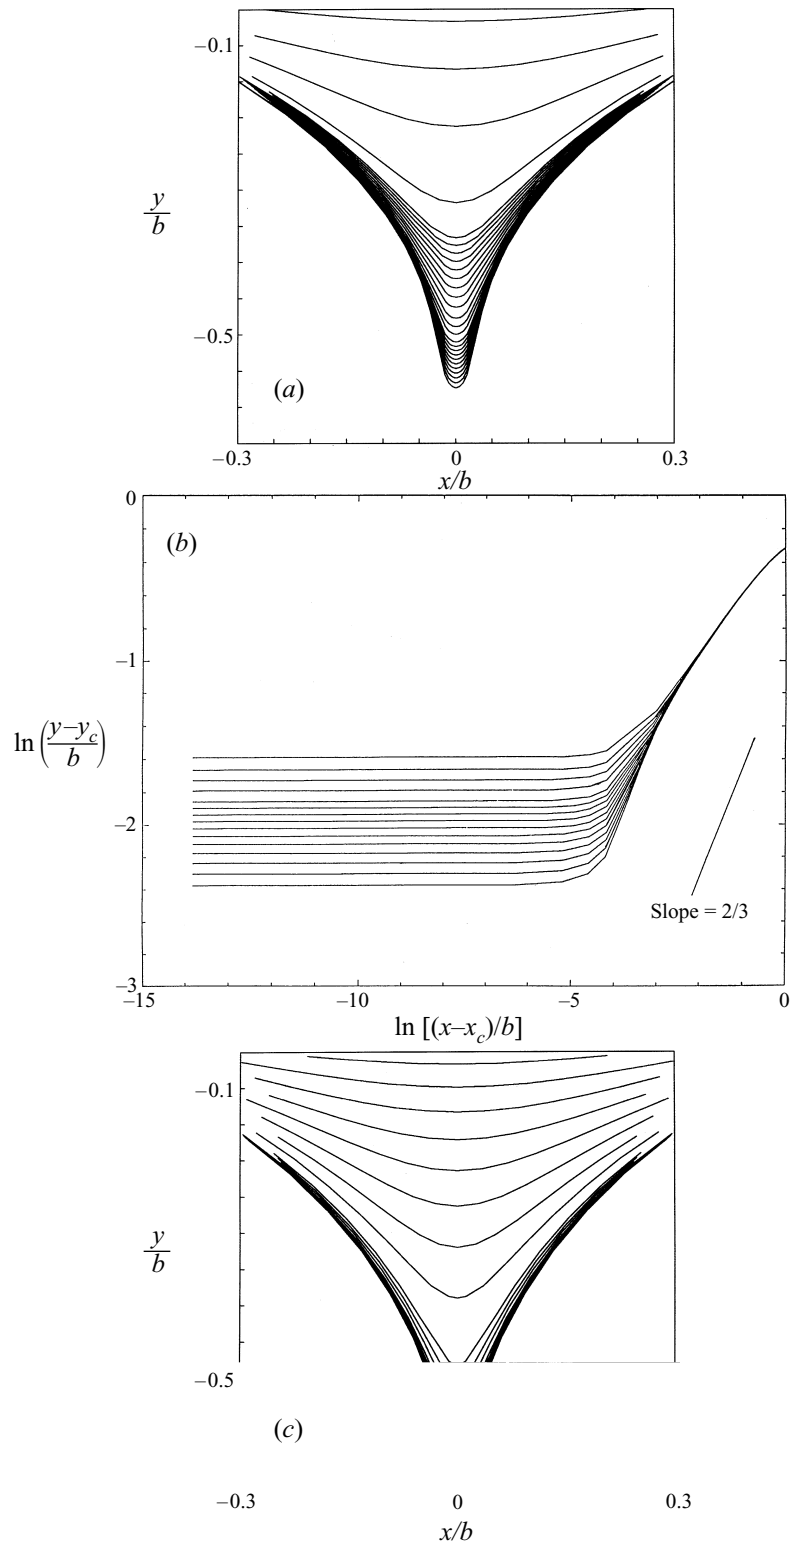 −0.1
y/b
−0.5
(a)
−0.3 0 0.3
x/b
0
(b)
−1
ln (y−y_c/b)
−2
Slope = 2/3
−3
−15 −10 −5 0
ln [(x–x_c)/b]
−0.1
y/b
−0.5
(c)
−0.3 0 0.3
x/b